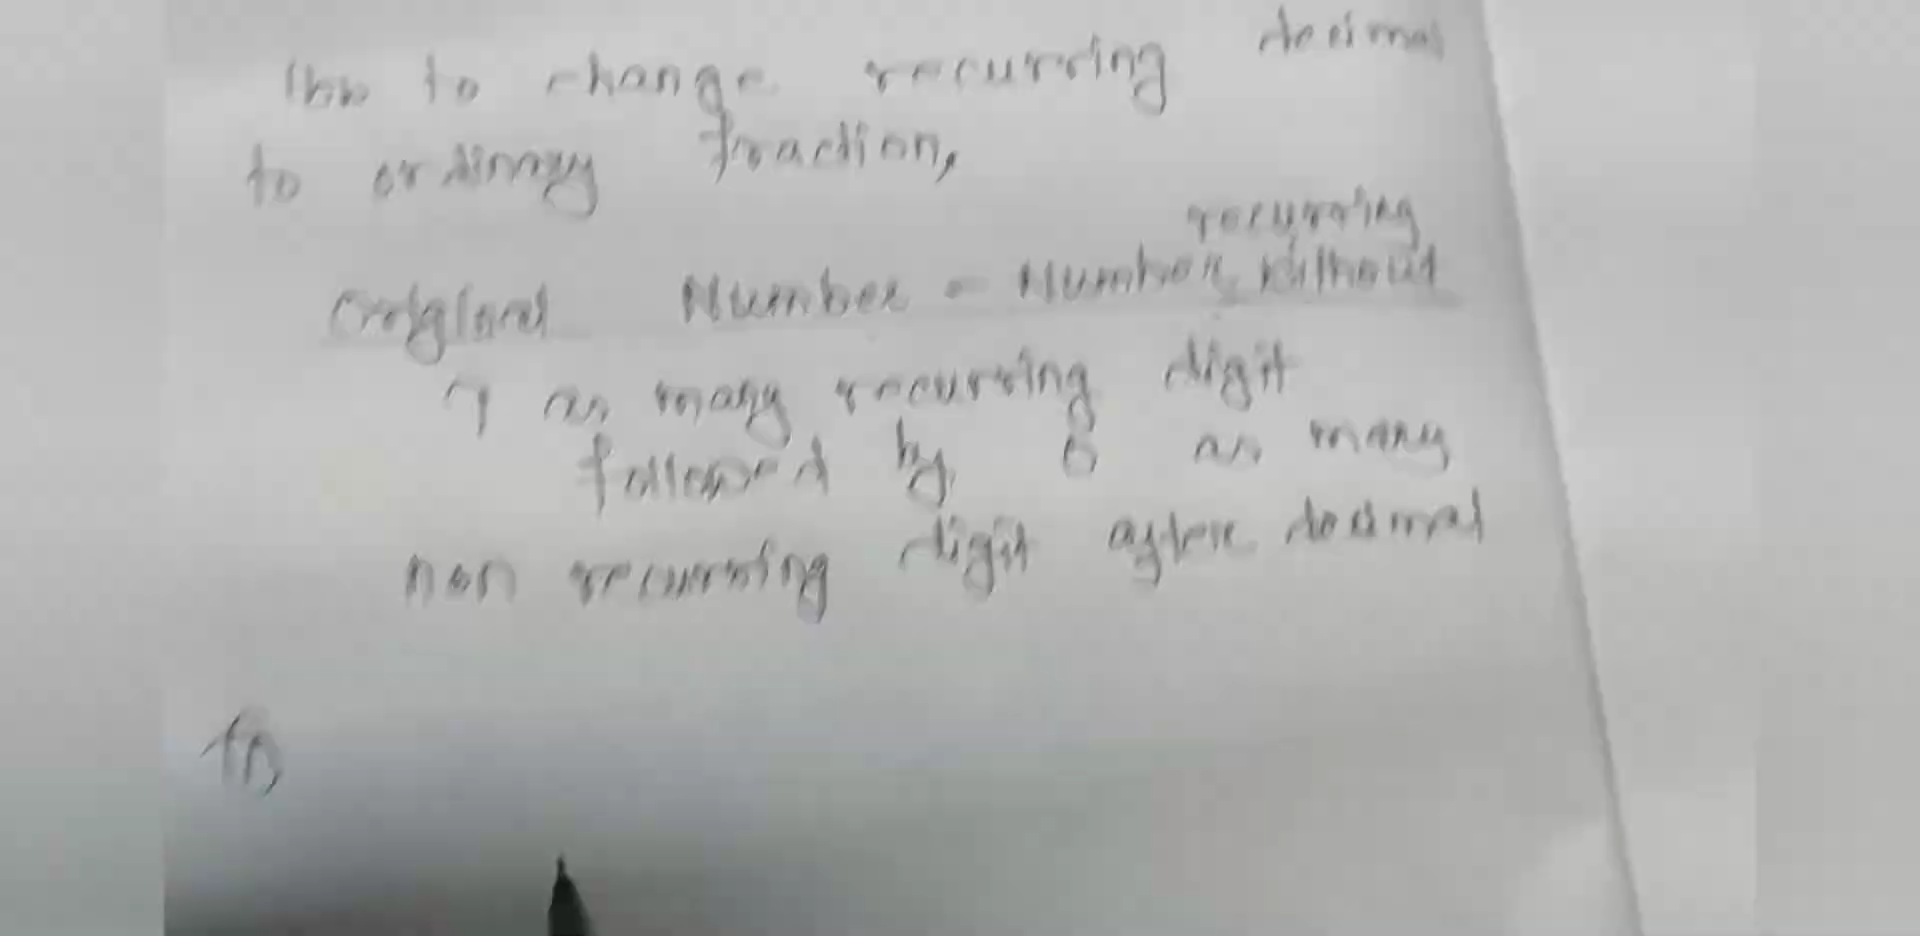 How to change recurring decimal
to ordinary fraction,
recurring
Original Number - Number without
9 as many recurring digit
followed by 0 as many
non recurring digit after decimal